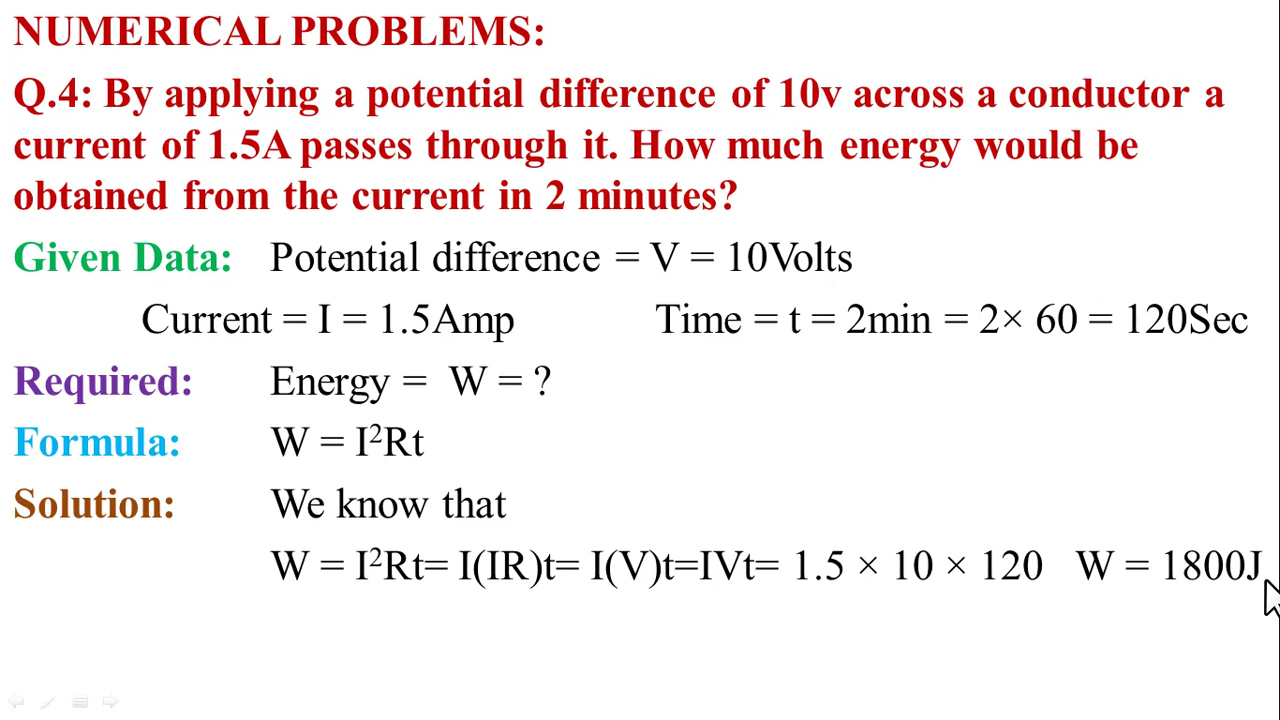 NUMERICAL PROBLEMS:
Q.4: By applying a potential difference of 10v across a conductor a
current of 1.5A passes through it. How much energy would be
obtained from the current in 2 minutes?
Given Data: Potential difference = V = 10Volts
Current = I = 1.5Amp Time = t = 2min = 2× 60 = 120Sec
Required: Energy = W = ?
Formula: W = I²Rt
Solution: We know that
W = I²Rt= I(IR)t= I(V)t=IVt= 1.5 × 10 × 120 W = 1800J